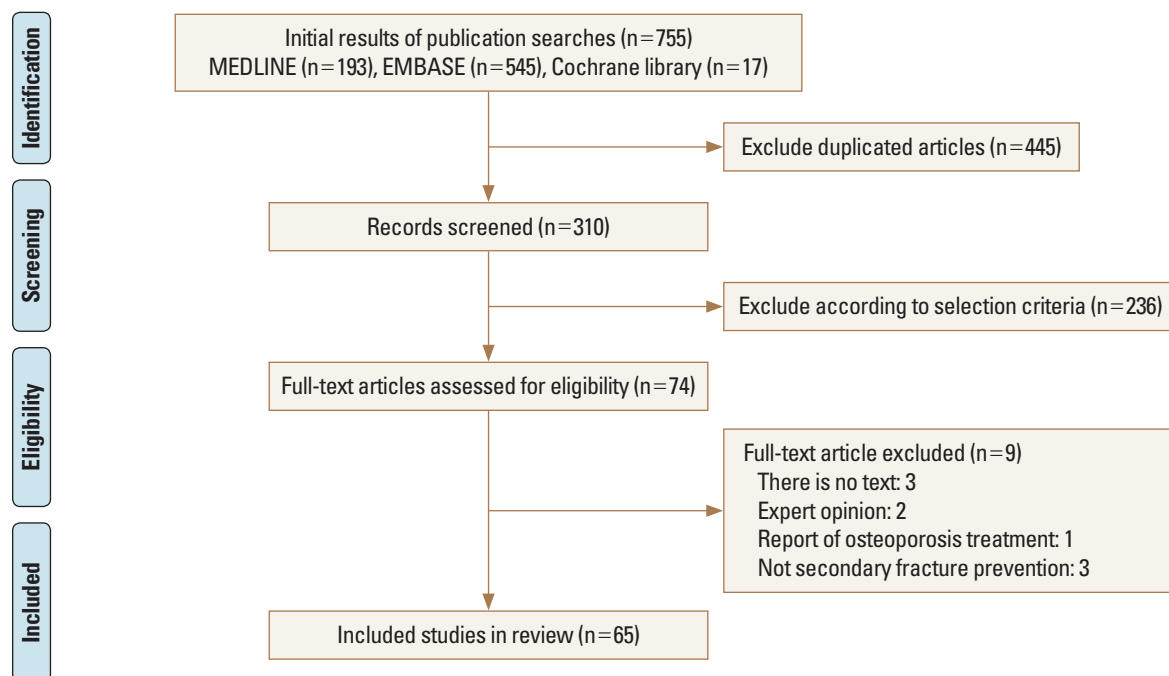 Identification
Initial results of publication searches (n=755)
MEDLINE (n=193), EMBASE (n=545), Cochrane library (n=17)
Exclude duplicated articles (n=445)
Screening
Records screened (n=310)
Exclude according to selection criteria (n=236)
Eligibility
Full-text articles assessed for eligibility (n=74)
Full-text article excluded (n=9)
There is no text: 3
Expert opinion: 2
Report of osteoporosis treatment: 1
Not secondary fracture prevention: 3
Included
Included studies in review (n=65)